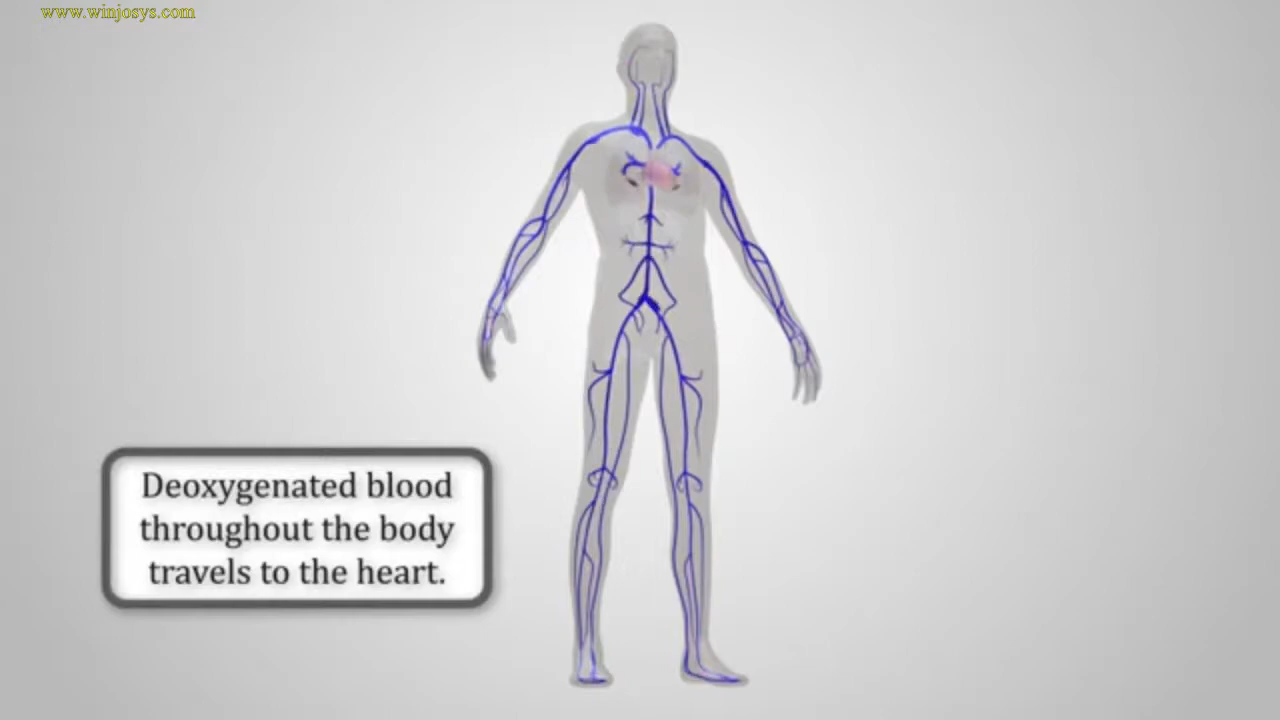 www.winjosys.com
Deoxygenated blood
throughout the body
travels to the heart.